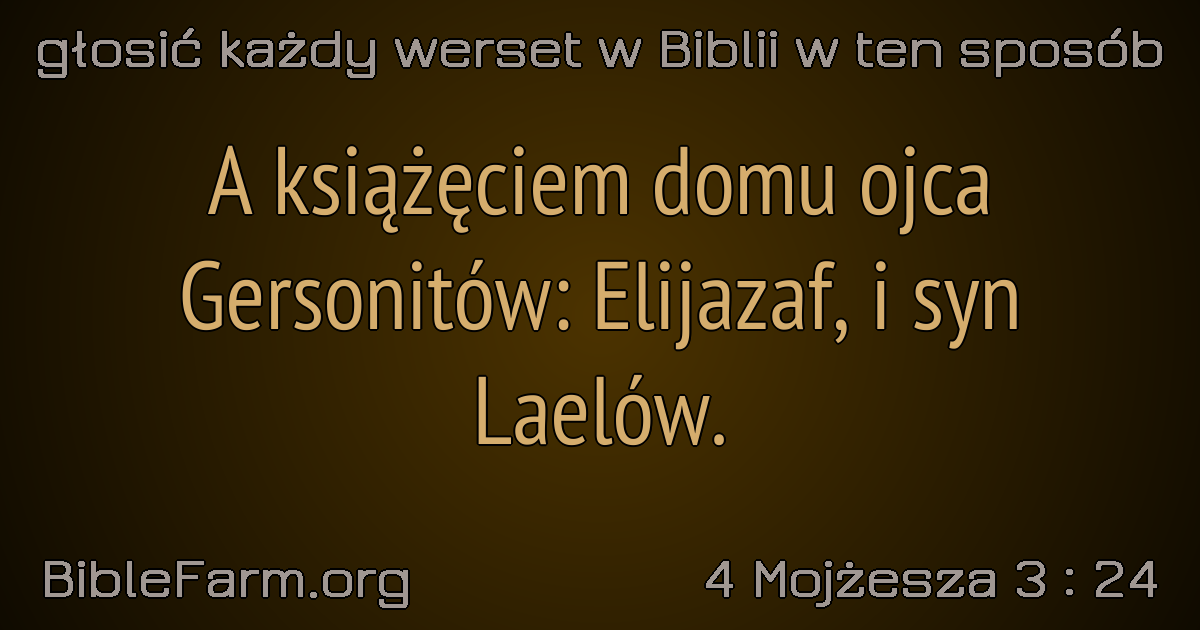 głosić każdy werset w Biblii w ten sposób
A książęciem domu ojca
Gersonitów: Elijazaf, i syn
Laelów.
BibleFarm.org
4 Mojżesza 3 : 24